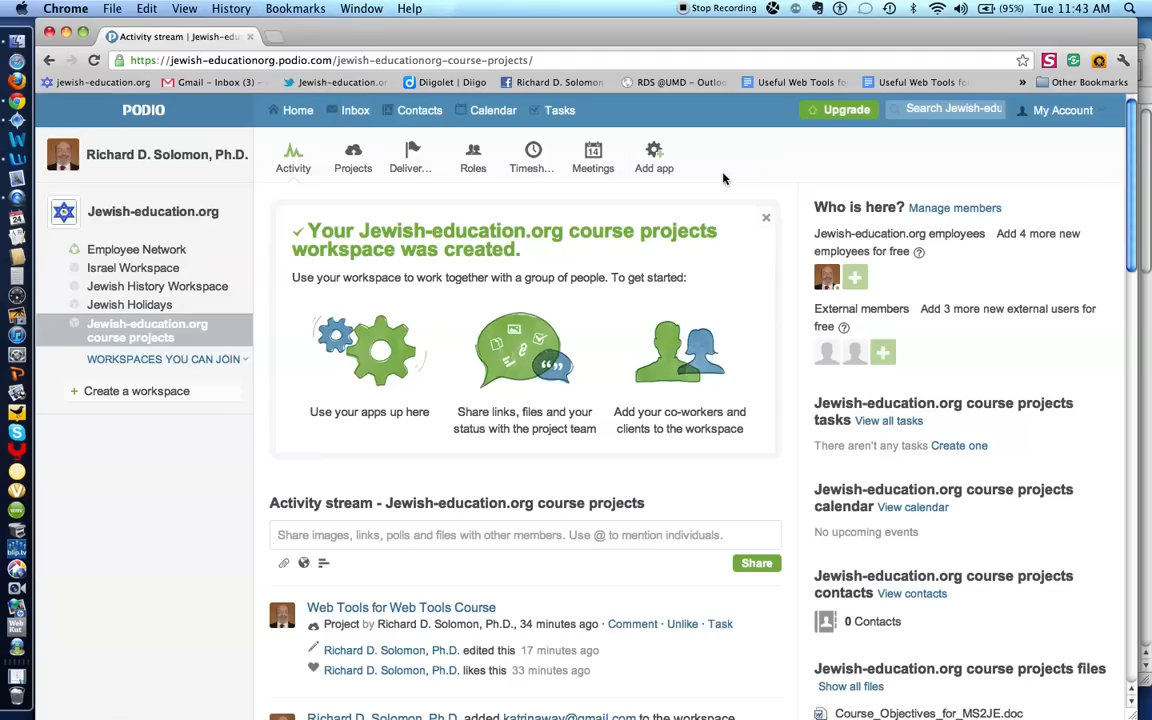 Chrome File Edit View History Bookmarks Window Help Stop Recording (95%) Tue 11:43 AM
Activity stream | Jewish-edu
https://jewish-educationorg.podio.com/jewish-educationorg-course-projects/
jewish-education.org Gmail - Inbox (3) - Jewish-education.or Diigolet | Diigo Richard D. Solomon, RDS @UMD – Outloo Useful Web Tools fo Useful Web Tools fo » Other Bookmarks
PODIO Home Inbox Contacts Calendar Tasks Upgrade Search Jewish-edu My Account
Richard D. Solomon, Ph.D.
Activity Projects Deliver... Roles Timesh... 14 Meetings Add app
Jewish-education.org
Employee Network
Israel Workspace
Jewish History Workspace
Jewish Holidays
Jewish-education.org
course projects
WORKSPACES YOU CAN JOIN
+ Create a workspace
Your Jewish-education.org course projects
workspace was created.
Use your workspace to work together with a group of people. To get started:
Use your apps up here
Share links, files and your
status with the project team
Add your co-workers and
clients to the workspace
Activity stream - Jewish-education.org course projects
Share images, links, polls and files with other members. Use @ to mention individuals.
Share
Web Tools for Web Tools Course
Project by Richard D. Solomon, Ph.D., 34 minutes ago · Comment · Unlike · Task
Richard D. Solomon, Ph.D. edited this 17 minutes ago
Richard D. Solomon, Ph.D. likes this 33 minutes ago
Richard D. Solomon, Ph.D. added katrinaway@gmail.com to the workspace
Who is here? Manage members
Jewish-education.org employees Add 4 more new
employees for free ?
External members Add 3 more new external users for
free ?
Jewish-education.org course projects
tasks View all tasks
There aren't any tasks Create one
Jewish-education.org course projects
calendar View calendar
No upcoming events
Jewish-education.org course projects
contacts View contacts
0 Contacts
Jewish-education.org course projects files
Show all files
Course_Objectives_for_MS2JE.doc